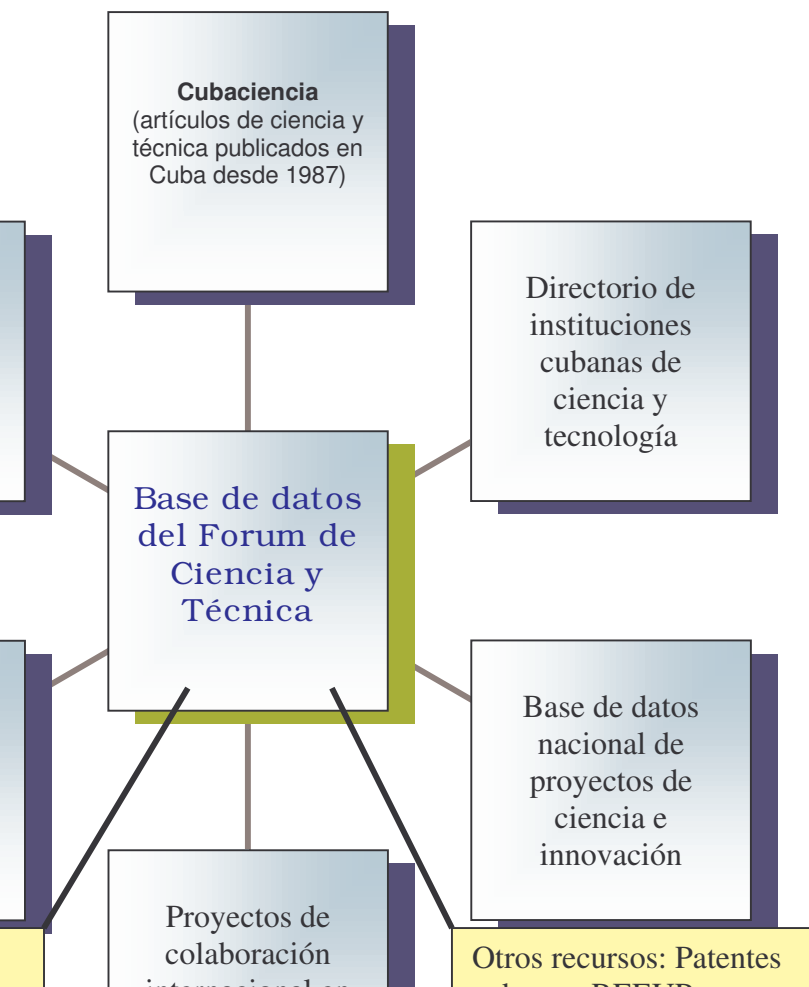 Cubaciencia
(artículos de ciencia y
técnica publicados en
Cuba desde 1987)
Directorio de
instituciones
cubanas de
ciencia y
tecnología
Base de datos
del Forum de
Ciencia y
Técnica
Base de datos
nacional de
proyectos de
ciencia e
innovación
Proyectos de
colaboración
internacional en
Otros recursos: Patentes